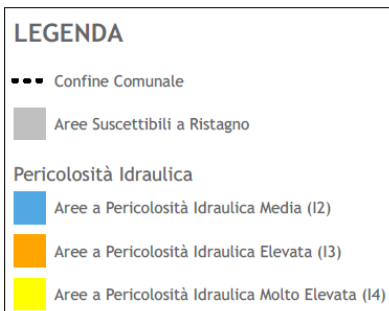 LEGENDA
Confine Comunale
Aree Suscettibili a Ristagno
Pericolosità Idraulica
Aree a Pericolosità Idraulica Media (I2)
Aree a Pericolosità Idraulica Elevata (I3)
Aree a Pericolosità Idraulica Molto Elevata (I4)